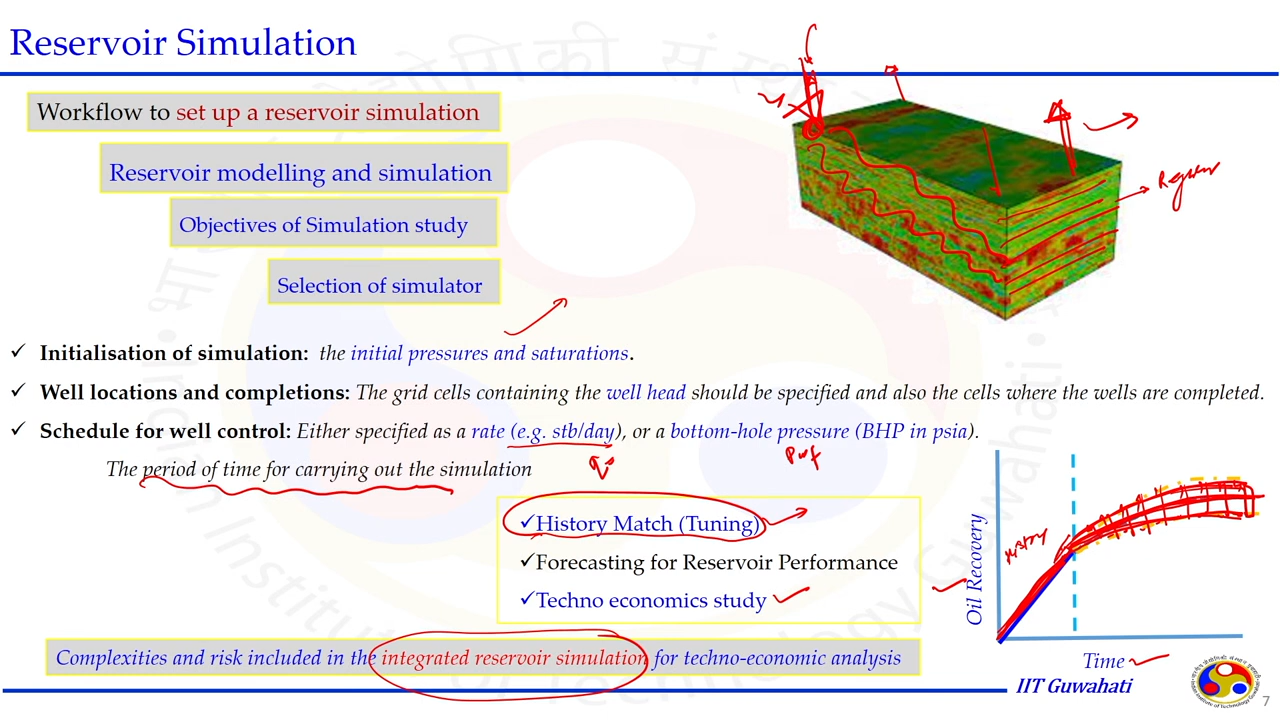 Reservoir Simulation
Workflow to set up a reservoir simulation
Reservoir modelling and simulation
Objectives of Simulation study
Selection of simulator
✓ Initialisation of simulation: the initial pressures and saturations.
✓ Well locations and completions: The grid cells containing the well head should be specified and also the cells where the wells are completed.
✓ Schedule for well control: Either specified as a rate (e.g. stb/day), or a bottom-hole pressure (BHP in psia).
Pwf
The period of time for carrying out the simulation
✓History Match (Tuning)
✓Forecasting for Reservoir Performance
✓Techno economics study
Complexities and risk included in the integrated reservoir simulation for techno-economic analysis
History
Oil Recovery
Time
IIT Guwahati
7